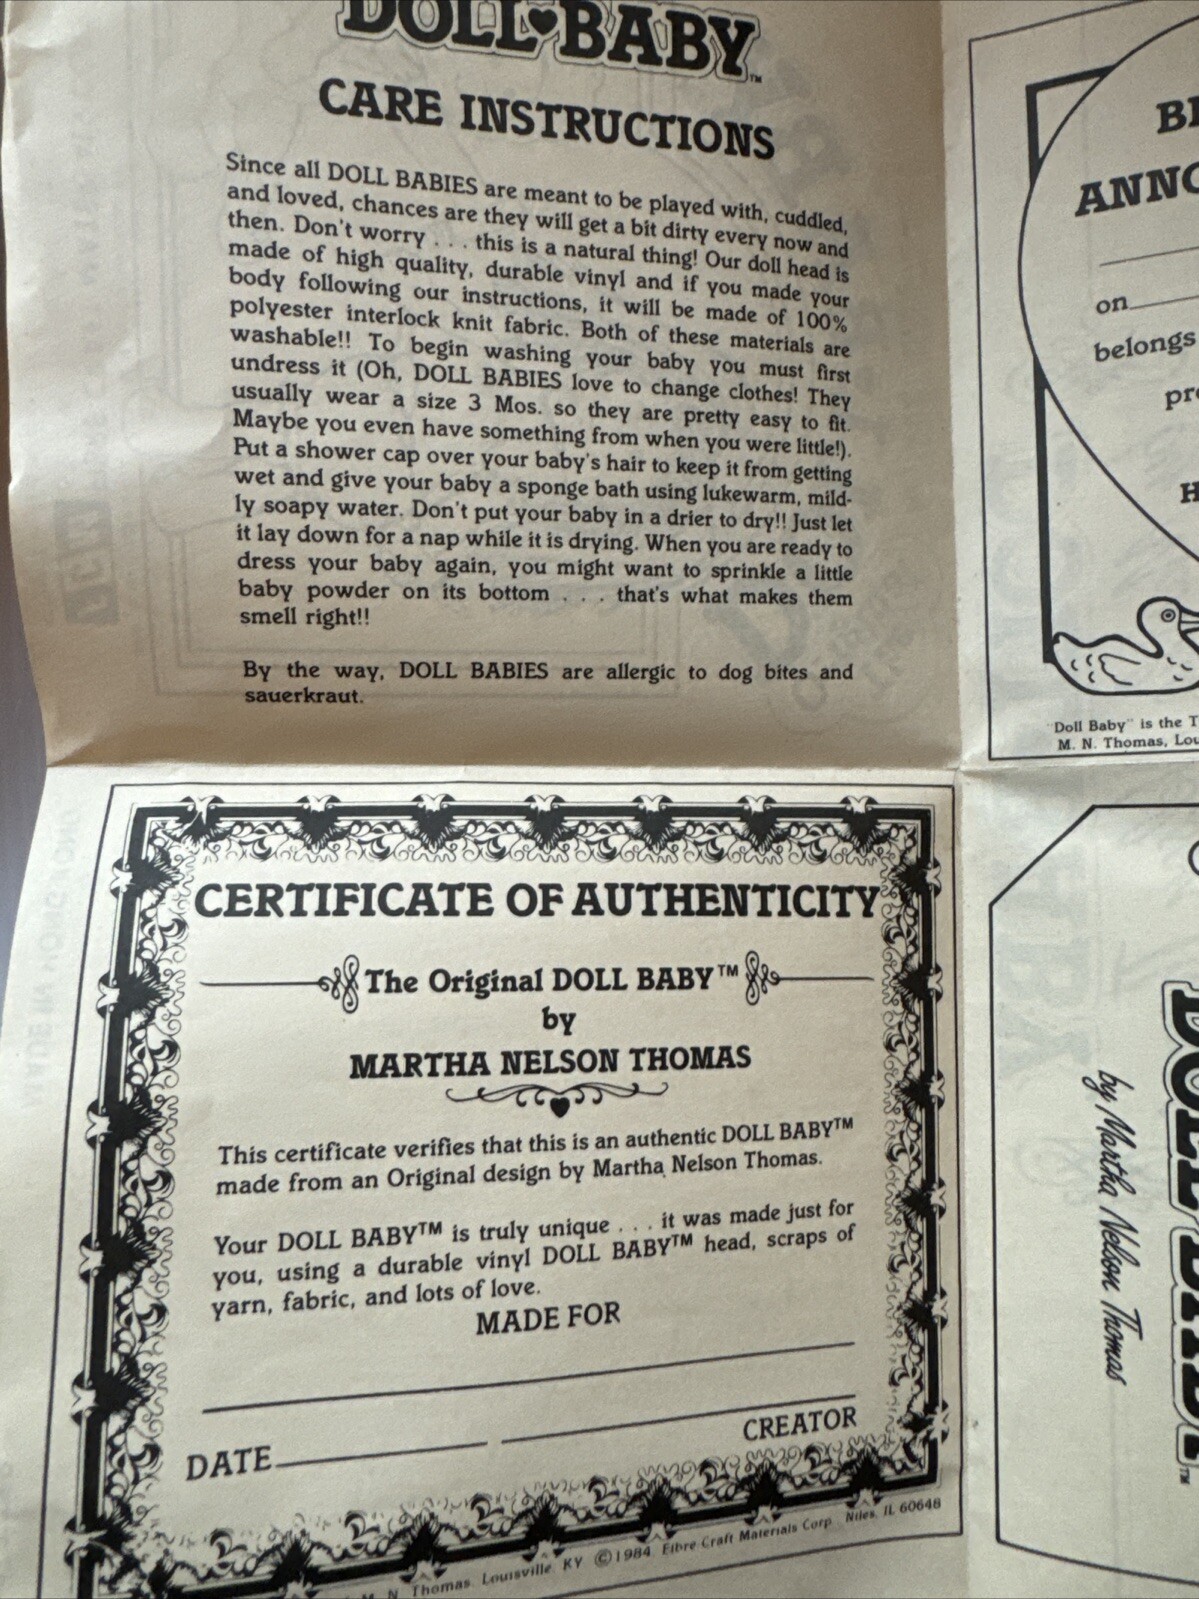 DOLL♥BABY™
CARE INSTRUCTIONS
Since all DOLL BABIES are meant to be played with, cuddled,
and loved, chances are they will get a bit dirty every now and
then. Don't worry . . . this is a natural thing! Our doll head is
made of high quality, durable vinyl and if you made your
body following our instructions, it will be made of 100%
polyester interlock knit fabric. Both of these materials are
washable!! To begin washing your baby you must first
undress it (Oh, DOLL BABIES love to change clothes! They
usually wear a size 3 Mos. so they are pretty easy to fit.
Maybe you even have something from when you were little!).
Put a shower cap over your baby's hair to keep it from getting
wet and give your baby a sponge bath using lukewarm, mild-
ly soapy water. Don't put your baby in a drier to dry!! Just let
it lay down for a nap while it is drying. When you are ready to
dress your baby again, you might want to sprinkle a little
baby powder on its bottom . . . that's what makes them
smell right!!
By the way, DOLL BABIES are allergic to dog bites and
sauerkraut.
on
belongs
"Doll Baby" is the T
M. N. Thomas, Lou
CERTIFICATE OF AUTHENTICITY
The Original DOLL BABY™
by
MARTHA NELSON THOMAS
This certificate verifies that this is an authentic DOLL BABY™
made from an Original design by Martha Nelson Thomas.
Your DOLL BABY™ is truly unique . . . it was made just for
you, using a durable vinyl DOLL BABY™ head, scraps of
yarn, fabric, and lots of love.
MADE FOR
DATE
CREATOR
M. N. Thomas, Louisville, KY ©1984 Fibre Craft Materials Corp. Niles, IL 60648
DOLL BABY™
by Martha Nelson Thomas